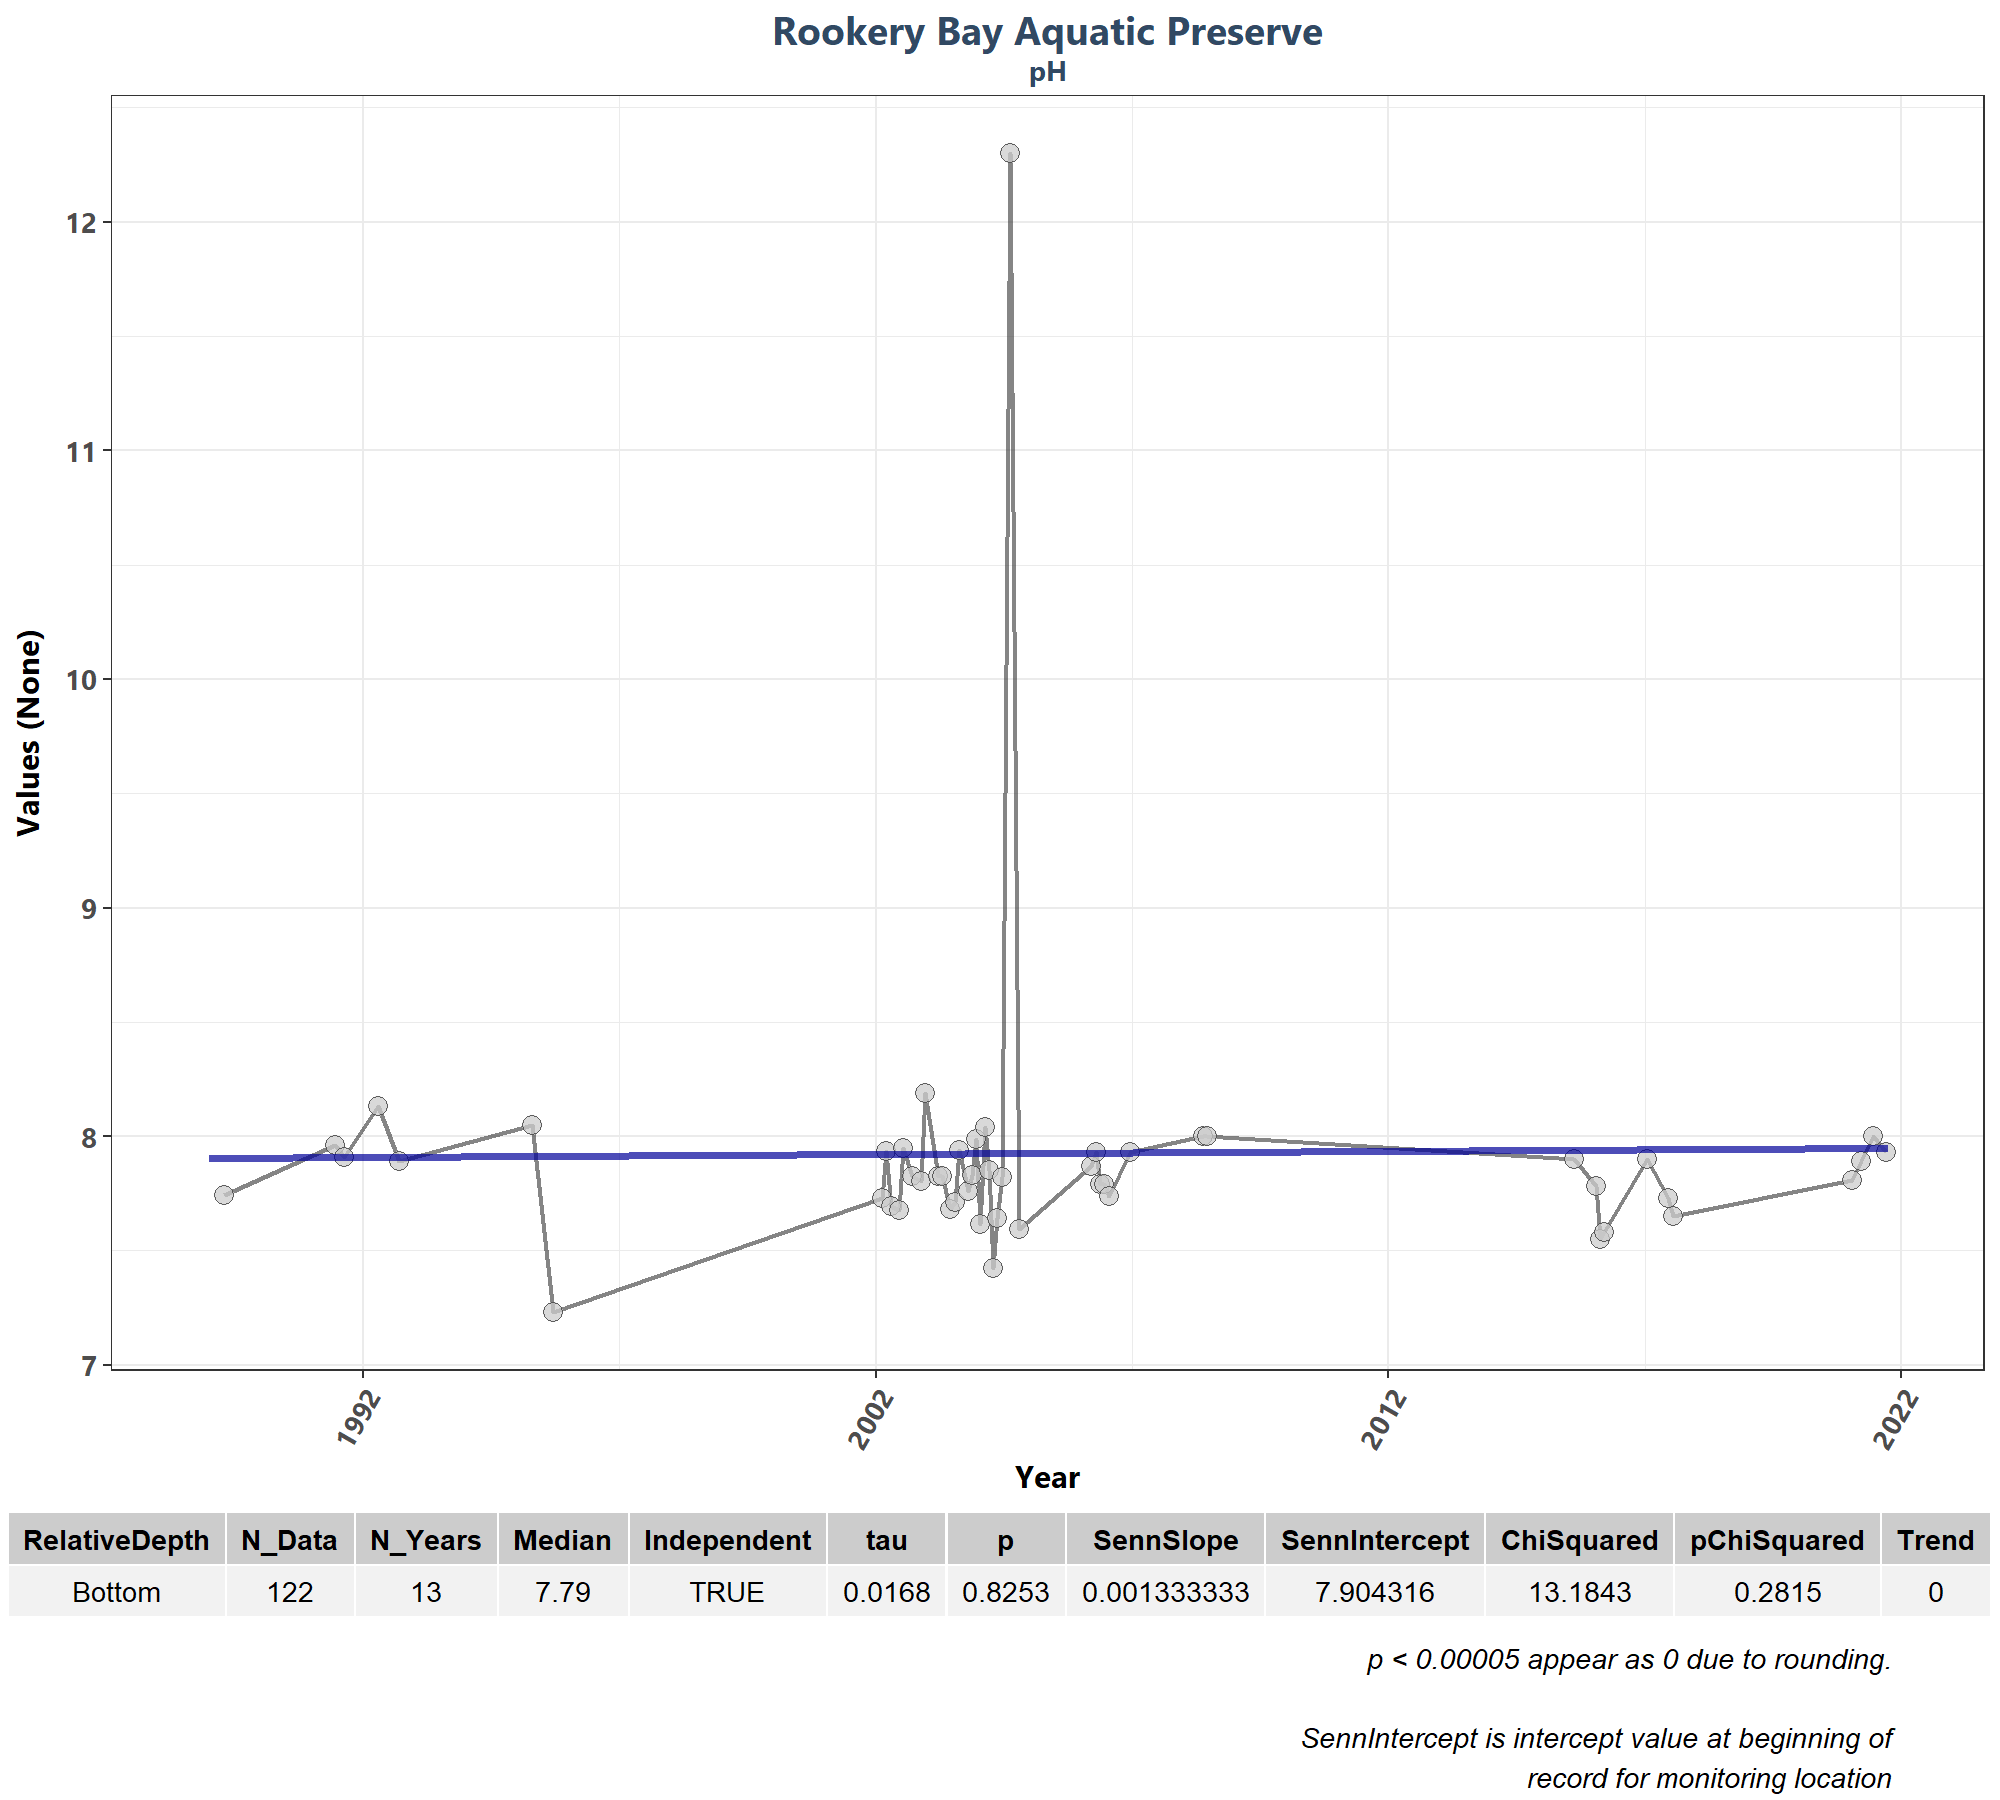 Rookery Bay Aquatic Preserve
pH
Values (None)
12
11
10
9
8
7
1992
2002
2012
2022
Year
RelativeDepth N_Data N_Years Median Independent tau p SennSlope SennIntercept ChiSquared pChiSquared Trend
Bottom 122 13 7.79 TRUE 0.0168 0.8253 0.001333333 7.904316 13.1843 0.2815 0
p < 0.00005 appear as 0 due to rounding.
SennIntercept is intercept value at beginning of
record for monitoring location